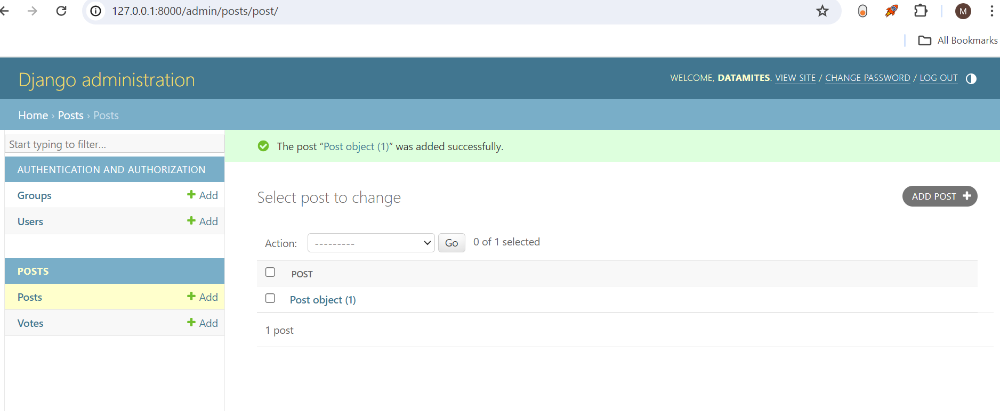 127.0.0.1:8000/admin/posts/post/
M
All Bookmarks
Django administration
WELCOME, DATAMITES. VIEW SITE / CHANGE PASSWORD / LOG OUT
Home › Posts › Posts
Start typing to filter...
The post “Post object (1)” was added successfully.
AUTHENTICATION AND AUTHORIZATION
Groups + Add
Users + Add
POSTS
Posts + Add
Votes + Add
Select post to change
ADD POST +
Action: --------- Go 0 of 1 selected
POST
Post object (1)
1 post